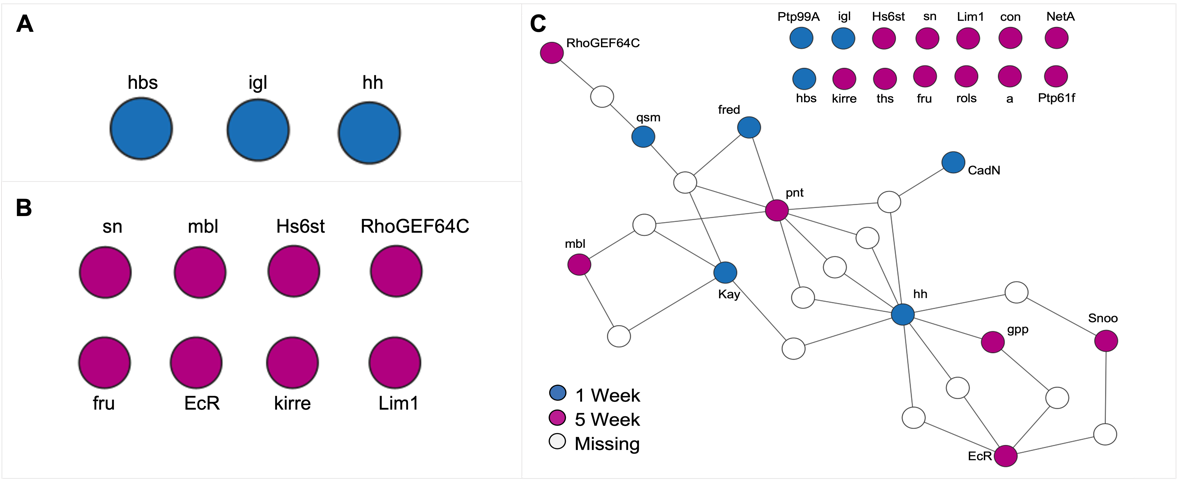 A
hbs igl hh
B
sn mbl Hs6st RhoGEF64C
fru EcR kirre Lim1
C
Ptp99A igl Hs6st sn Lim1 con NetA
hbs kirre ths fru rols a Ptp61f
RhoGEF64C
qsm
fred
CadN
pnt
mbl
Kay
hh
gpp
Snoo
EcR
1 Week
5 Week
Missing